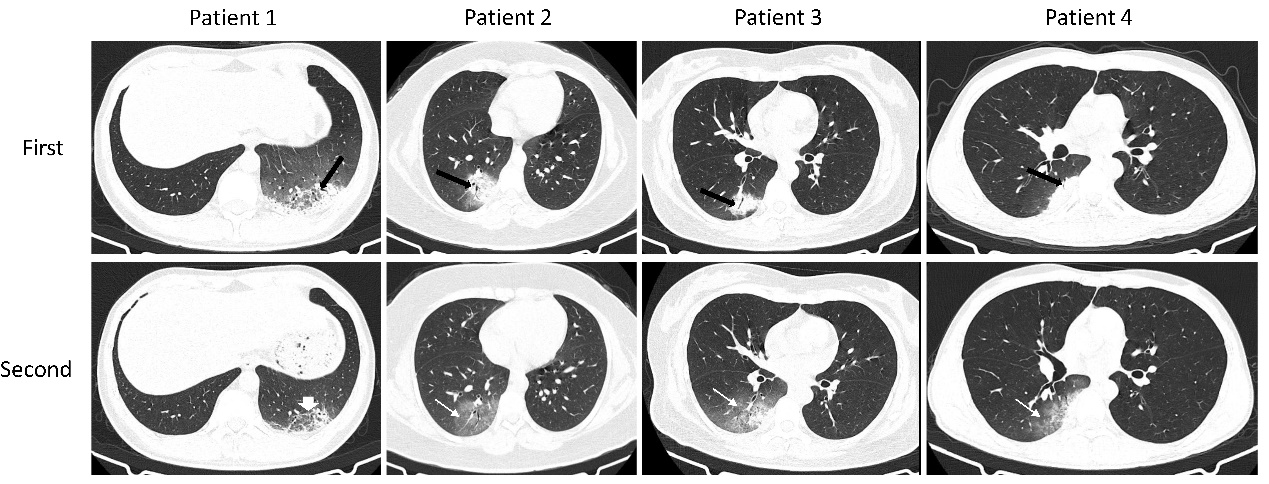 Patient 1
Patient 2
Patient 3
Patient 4
First
Second